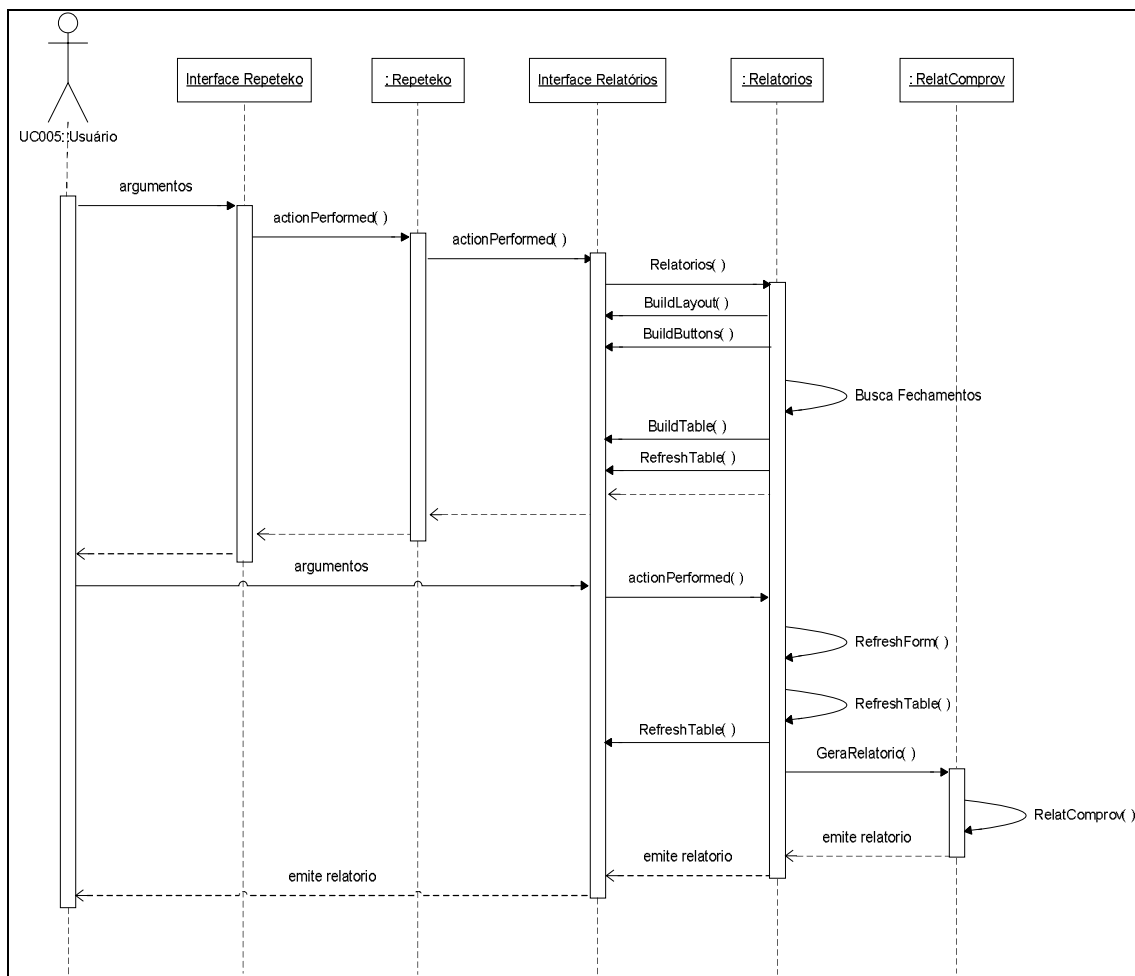 Interface Repeteko
: Repeteko
Interface Relatórios
: Relatorios
: RelatComprov
UC005: :Usuário
argumentos
actionPerformed( )
actionPerformed( )
Relatorios( )
BuildLayout( )
BuildButtons( )
Busca Fechamentos
BuildTable( )
RefreshTable( )
argumentos
actionPerformed( )
RefreshForm( )
RefreshTable( )
RefreshTable( )
GeraRelatorio( )
RelatComprov( )
emite relatorio
emite relatorio
emite relatorio